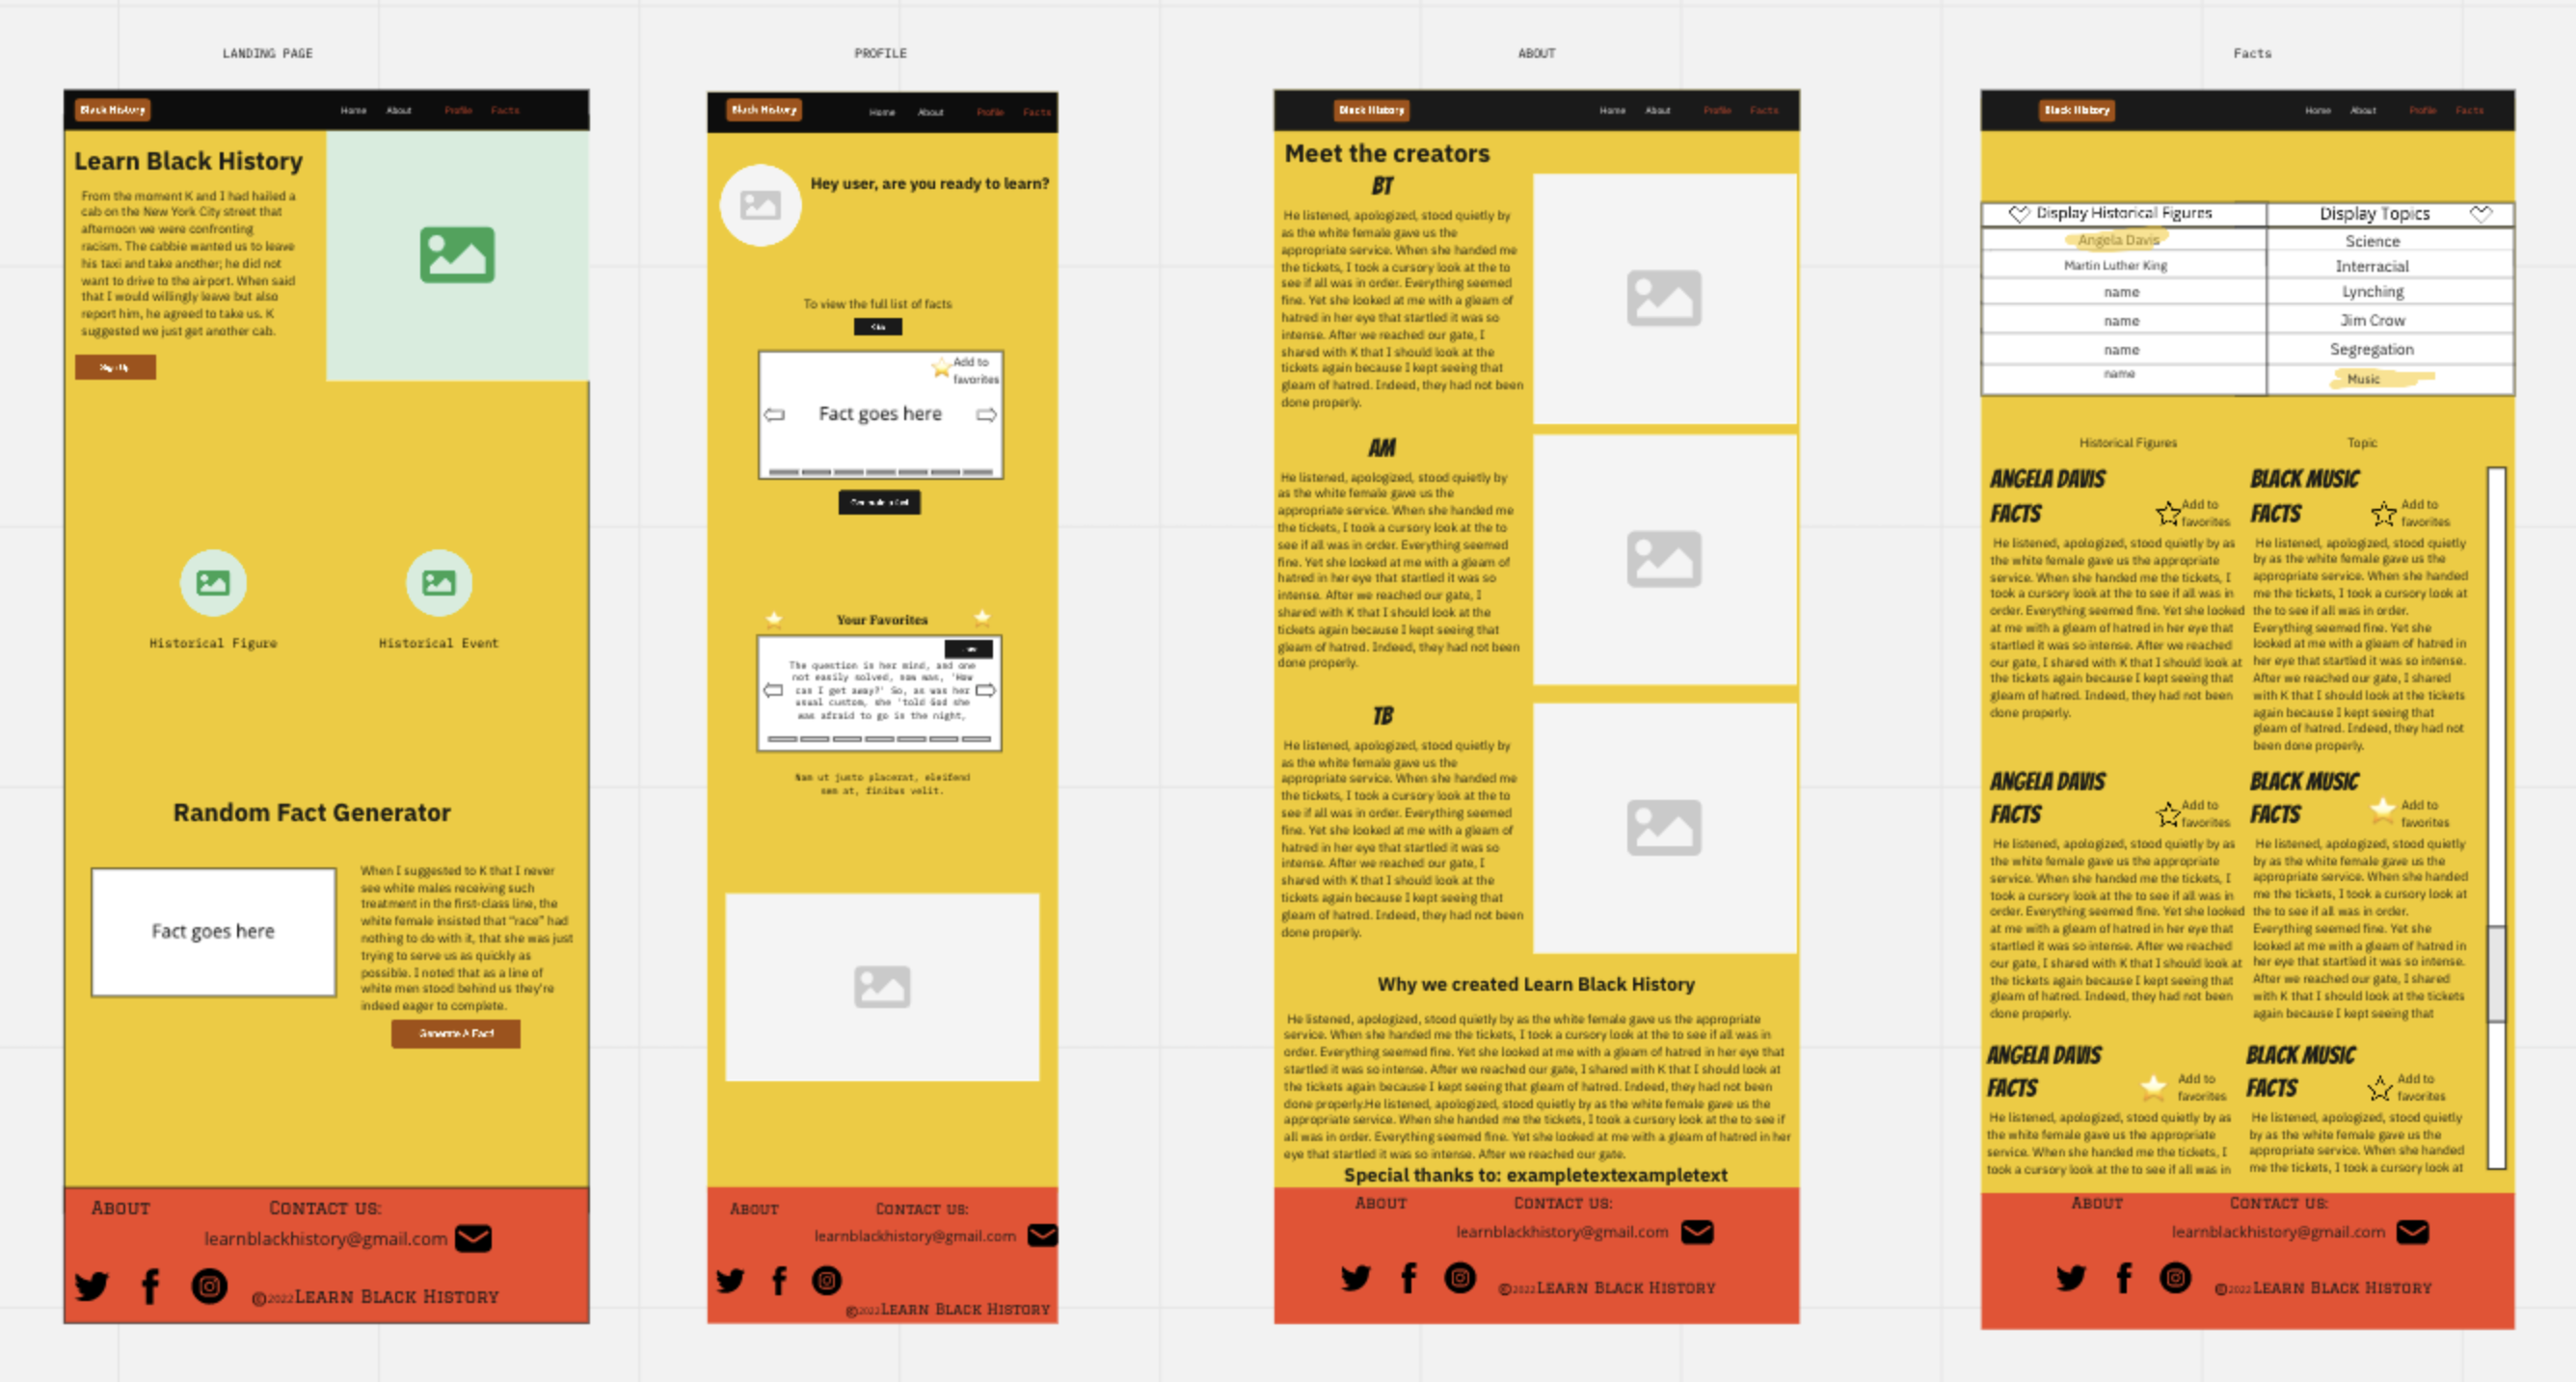 LANDING PAGE
Black History
Home About Profile Facts
Learn Black History
From the moment K and I had hailed a
cab on the New York City street that
afternoon we were confronting
racism. The cabbie wanted us to leave
his taxi and take another; he did not
want to drive to the airport. When said
that I would willingly leave but also
report him, he agreed to take us. K
suggested we just get another cab.
Sign Up
Historical Figure
Historical Event
Random Fact Generator
Fact goes here
When I suggested to K that I never
see white males receiving such
treatment in the first-class line, the
white female insisted that "race" had
nothing to do with it, that she was just
trying to serve us as quickly as
possible. I noted that as a line of
white men stood behind us they're
indeed eager to complete.
Generate A Fact!
About
Contact us:
learnblackhistory@gmail.com
©2022Learn Black History
PROFILE
Black History
Home About Profile Facts
Hey user, are you ready to learn?
To view the full list of facts
Add to
favorites
Fact goes here
Your Favorites
The question in her mind, and one
not easily solved, now was, 'How
can I get away?' So, as was her
usual custom, she 'told God she
was afraid to go in the night,
Nam ut justo placerat, eleifend
sem at, finibus velit.
About
Contact us:
learnblackhistory@gmail.com
©2022Learn Black History
ABOUT
Black History
Home About Profile Facts
Meet the creators
BT
He listened, apologized, stood quietly by
as the white female gave us the
appropriate service. When she handed me
the tickets, I took a cursory look at the to
see if all was in order. Everything seemed
fine. Yet she looked at me with a gleam of
hatred in her eye that startled it was so
intense. After we reached our gate, I
shared with K that I should look at the
tickets again because I kept seeing that
gleam of hatred. Indeed, they had not been
done properly.
AM
He listened, apologized, stood quietly by
as the white female gave us the
appropriate service. When she handed me
the tickets, I took a cursory look at the to
see if all was in order. Everything seemed
fine. Yet she looked at me with a gleam of
hatred in her eye that startled it was so
intense. After we reached our gate, I
shared with K that I should look at the
tickets again because I kept seeing that
gleam of hatred. Indeed, they had not been
done properly.
TB
He listened, apologized, stood quietly by
as the white female gave us the
appropriate service. When she handed me
the tickets, I took a cursory look at the to
see if all was in order. Everything seemed
fine. Yet she looked at me with a gleam of
hatred in her eye that startled it was so
intense. After we reached our gate, I
shared with K that I should look at the
tickets again because I kept seeing that
gleam of hatred. Indeed, they had not been
done properly.
Why we created Learn Black History
He listened, apologized, stood quietly by as the white female gave us the appropriate
service. When she handed me the tickets, I took a cursory look at the to see if all was in
order. Everything seemed fine. Yet she looked at me with a gleam of hatred in her eye that
startled it was so intense. After we reached our gate, I shared with K that I should look at
the tickets again because I kept seeing that gleam of hatred. Indeed, they had not been
done properly.He listened, apologized, stood quietly by as the white female gave us the
appropriate service. When she handed me the tickets, I took a cursory look at the to see if
all was in order. Everything seemed fine. Yet she looked at me with a gleam of hatred in her
eye that startled it was so intense. After we reached our gate.
Special thanks to: exampletextexampletext
About
Contact us:
learnblackhistory@gmail.com
©2022Learn Black History
Facts
Black History
Home About Profile Facts
Display Historical Figures
Display Topics
Angela Davis
Science
Martin Luther King
Interracial
name
Lynching
name
Jim Crow
name
Segregation
name
Music
Historical Figures
Topic
ANGELA DAVIS
FACTS
Add to
favorites
He listened, apologized, stood quietly by as
the white female gave us the appropriate
service. When she handed me the tickets, I
took a cursory look at the to see if all was in
order. Everything seemed fine. Yet she looked
at me with a gleam of hatred in her eye that
startled it was so intense. After we reached
our gate, I shared with K that I should look at
the tickets again because I kept seeing that
gleam of hatred. Indeed, they had not been
done properly.
BLACK MUSIC
FACTS
Add to
favorites
He listened, apologized, stood quietly
by as the white female gave us the
appropriate service. When she handed
me the tickets, I took a cursory look at
the to see if all was in order.
Everything seemed fine. Yet she
looked at me with a gleam of hatred in
her eye that startled it was so intense.
After we reached our gate, I shared
with K that I should look at the tickets
again because I kept seeing that
gleam of hatred. Indeed, they had not
been done properly.
ANGELA DAVIS
FACTS
Add to
favorites
He listened, apologized, stood quietly by as
the white female gave us the appropriate
service. When she handed me the tickets, I
took a cursory look at the to see if all was in
order. Everything seemed fine. Yet she looked
at me with a gleam of hatred in her eye that
startled it was so intense. After we reached
our gate, I shared with K that I should look at
the tickets again because I kept seeing that
gleam of hatred. Indeed, they had not been
done properly.
BLACK MUSIC
FACTS
Add to
favorites
He listened, apologized, stood quietly
by as the white female gave us the
appropriate service. When she handed
me the tickets, I took a cursory look at
the to see if all was in order.
Everything seemed fine. Yet she
looked at me with a gleam of hatred in
her eye that startled it was so intense.
After we reached our gate, I shared
with K that I should look at the tickets
again because I kept seeing that
ANGELA DAVIS
FACTS
Add to
favorites
He listened, apologized, stood quietly by as
the white female gave us the appropriate
service. When she handed me the tickets, I
took a cursory look at the to see if all was in
BLACK MUSIC
FACTS
Add to
favorites
He listened, apologized, stood quietly
by as the white female gave us the
appropriate service. When she handed
me the tickets, I took a cursory look at
About
Contact us:
learnblackhistory@gmail.com
©2022Learn Black History